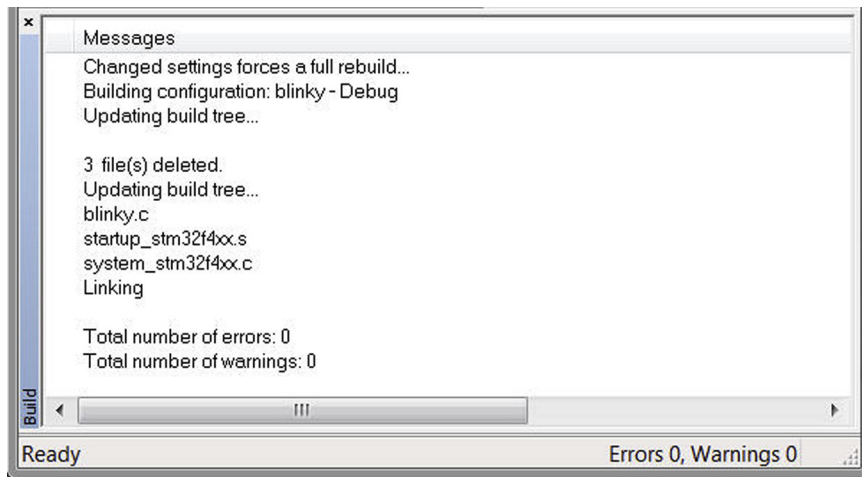 Messages
Changed settings forces a full rebuild...
Building configuration: blinky - Debug
Updating build tree...
3 file(s) deleted.
Updating build tree...
blinky.c
startup_stm32f4xx.s
system_stm32f4xx.c
Linking
Total number of errors: 0
Total number of warnings: 0
Build
Ready
Errors 0, Warnings 0